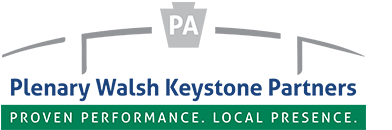 PA
Plenary Walsh Keystone Partners
PROVEN PERFORMANCE. LOCAL PRESENCE.